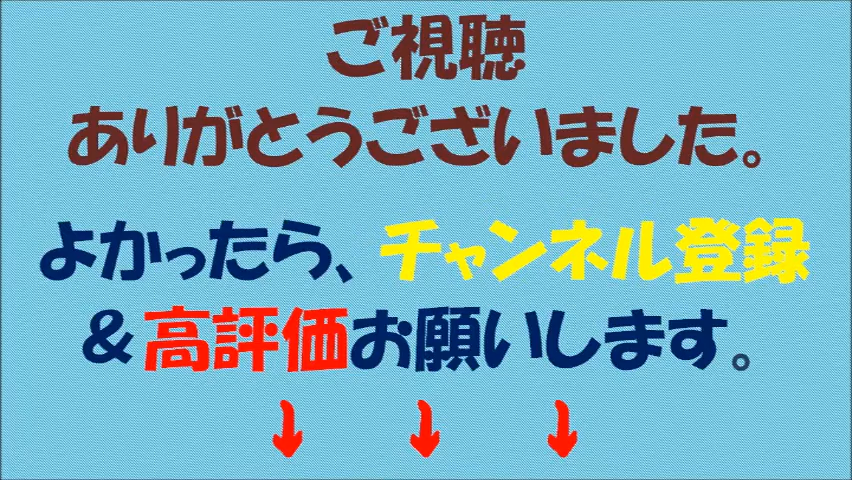 ご視聴
ありがとうございました。
よかったら、チャンネル登録
＆高評価お願いします。
↓ ↓ ↓